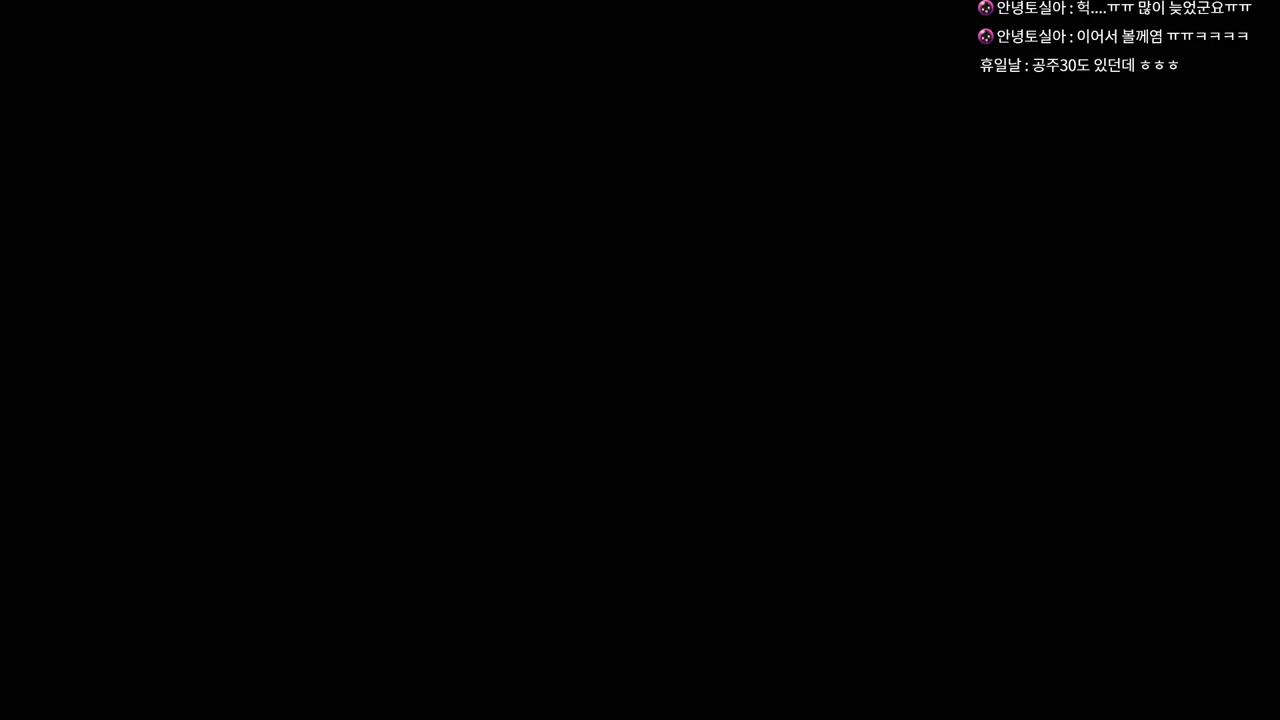 안녕토실아 : 헉....ㅠㅠ 많이 늦었군요ㅠㅠ
안녕토실아 : 이어서 볼께염 ㅠㅠㅋㅋㅋㅋ
휴일날 : 공주30도 있던데 ㅎㅎㅎ